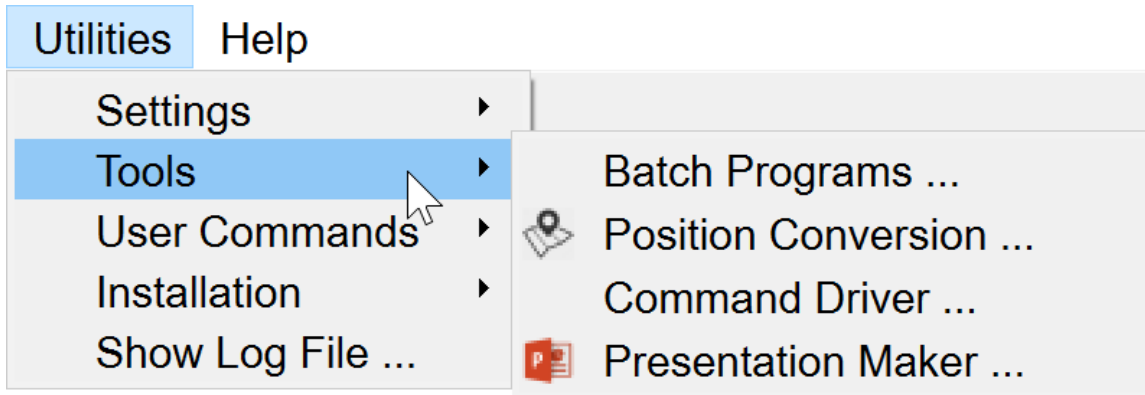 Utilities Help
Settings
Tools
User Commands
Installation
Show Log File ...
Batch Programs ...
Position Conversion ...
Command Driver ...
P
Presentation Maker ...